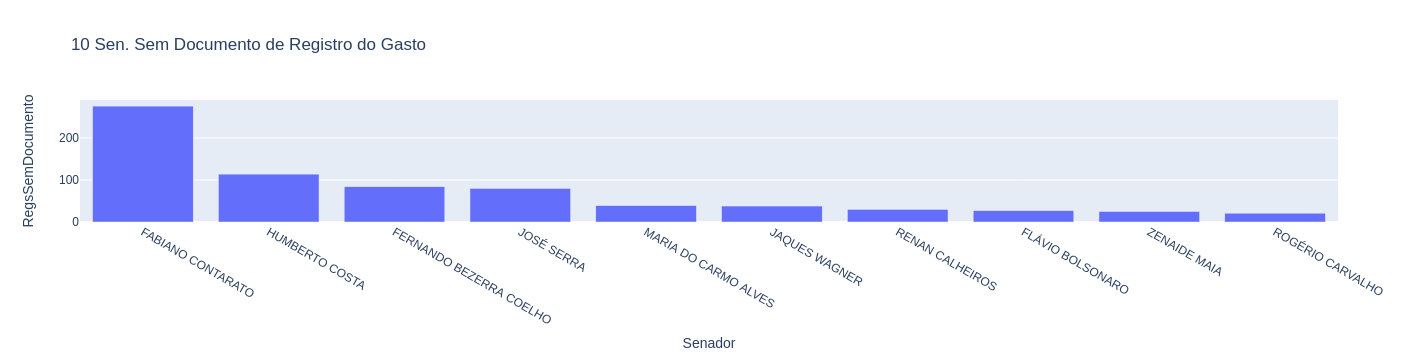 10 Sen. Sem Documento de Registro do Gasto
RegsSemDocumento
200
100
0
FABIANO CONTARATO
HUMBERTO COSTA
FERNANDO BEZERRA COELHO
JOSÉ SERRA
MARIA DO CARMO ALVES
JAQUES WAGNER
RENAN CALHEIROS
FLÁVIO BOLSONARO
ZENAIDE MAIA
ROGÉRIO CARVALHO
Senador